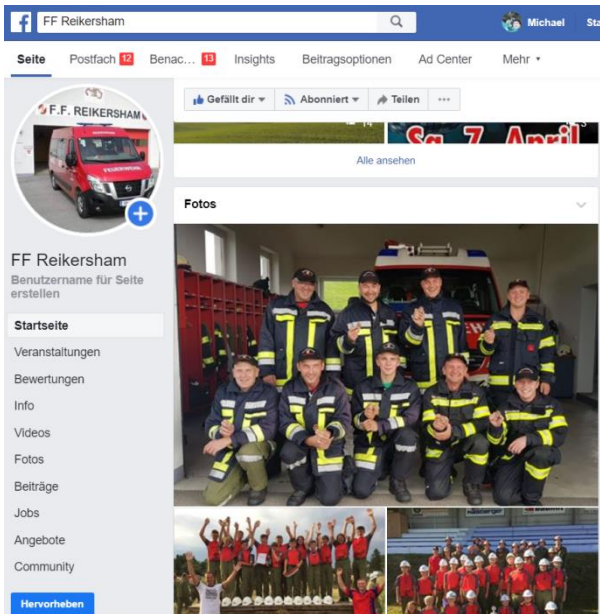 FF Reikersham
Michael
Sta
Seite
Postfach 12
Benac... 13
Insights
Beitragsoptionen
Ad Center
Mehr
F.F. REIKERSHAM
FEUERWEHR
Gefällt dir
Abonniert
Teilen
14
Sa. 7. April
Alle ansehen
Fotos
FF Reikersham
Benutzername für Seite
erstellen
Startseite
Veranstaltungen
Bewertungen
Info
Videos
Fotos
Beiträge
Jobs
Angebote
Community
Hervorheben